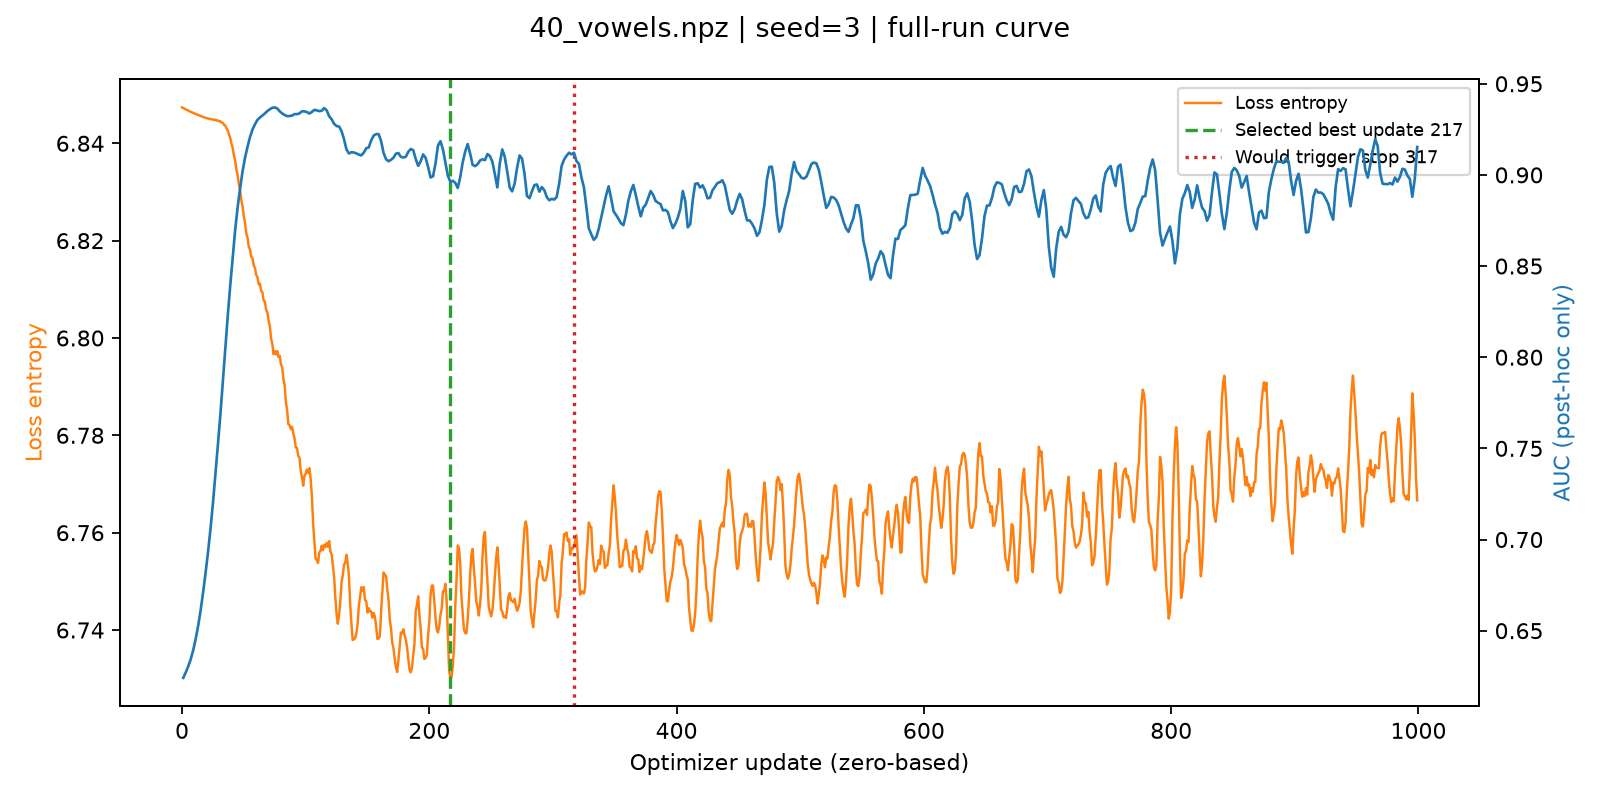 40_vowels.npz | seed=3 | full-run curve
Loss entropy
Selected best update 217
Would trigger stop 317
6.84
6.82
6.80
6.78
6.76
6.74
Loss entropy
0.95
0.90
0.85
0.80
0.75
0.70
0.65
AUC (post-hoc only)
0 200 400 600 800 1000
Optimizer update (zero-based)